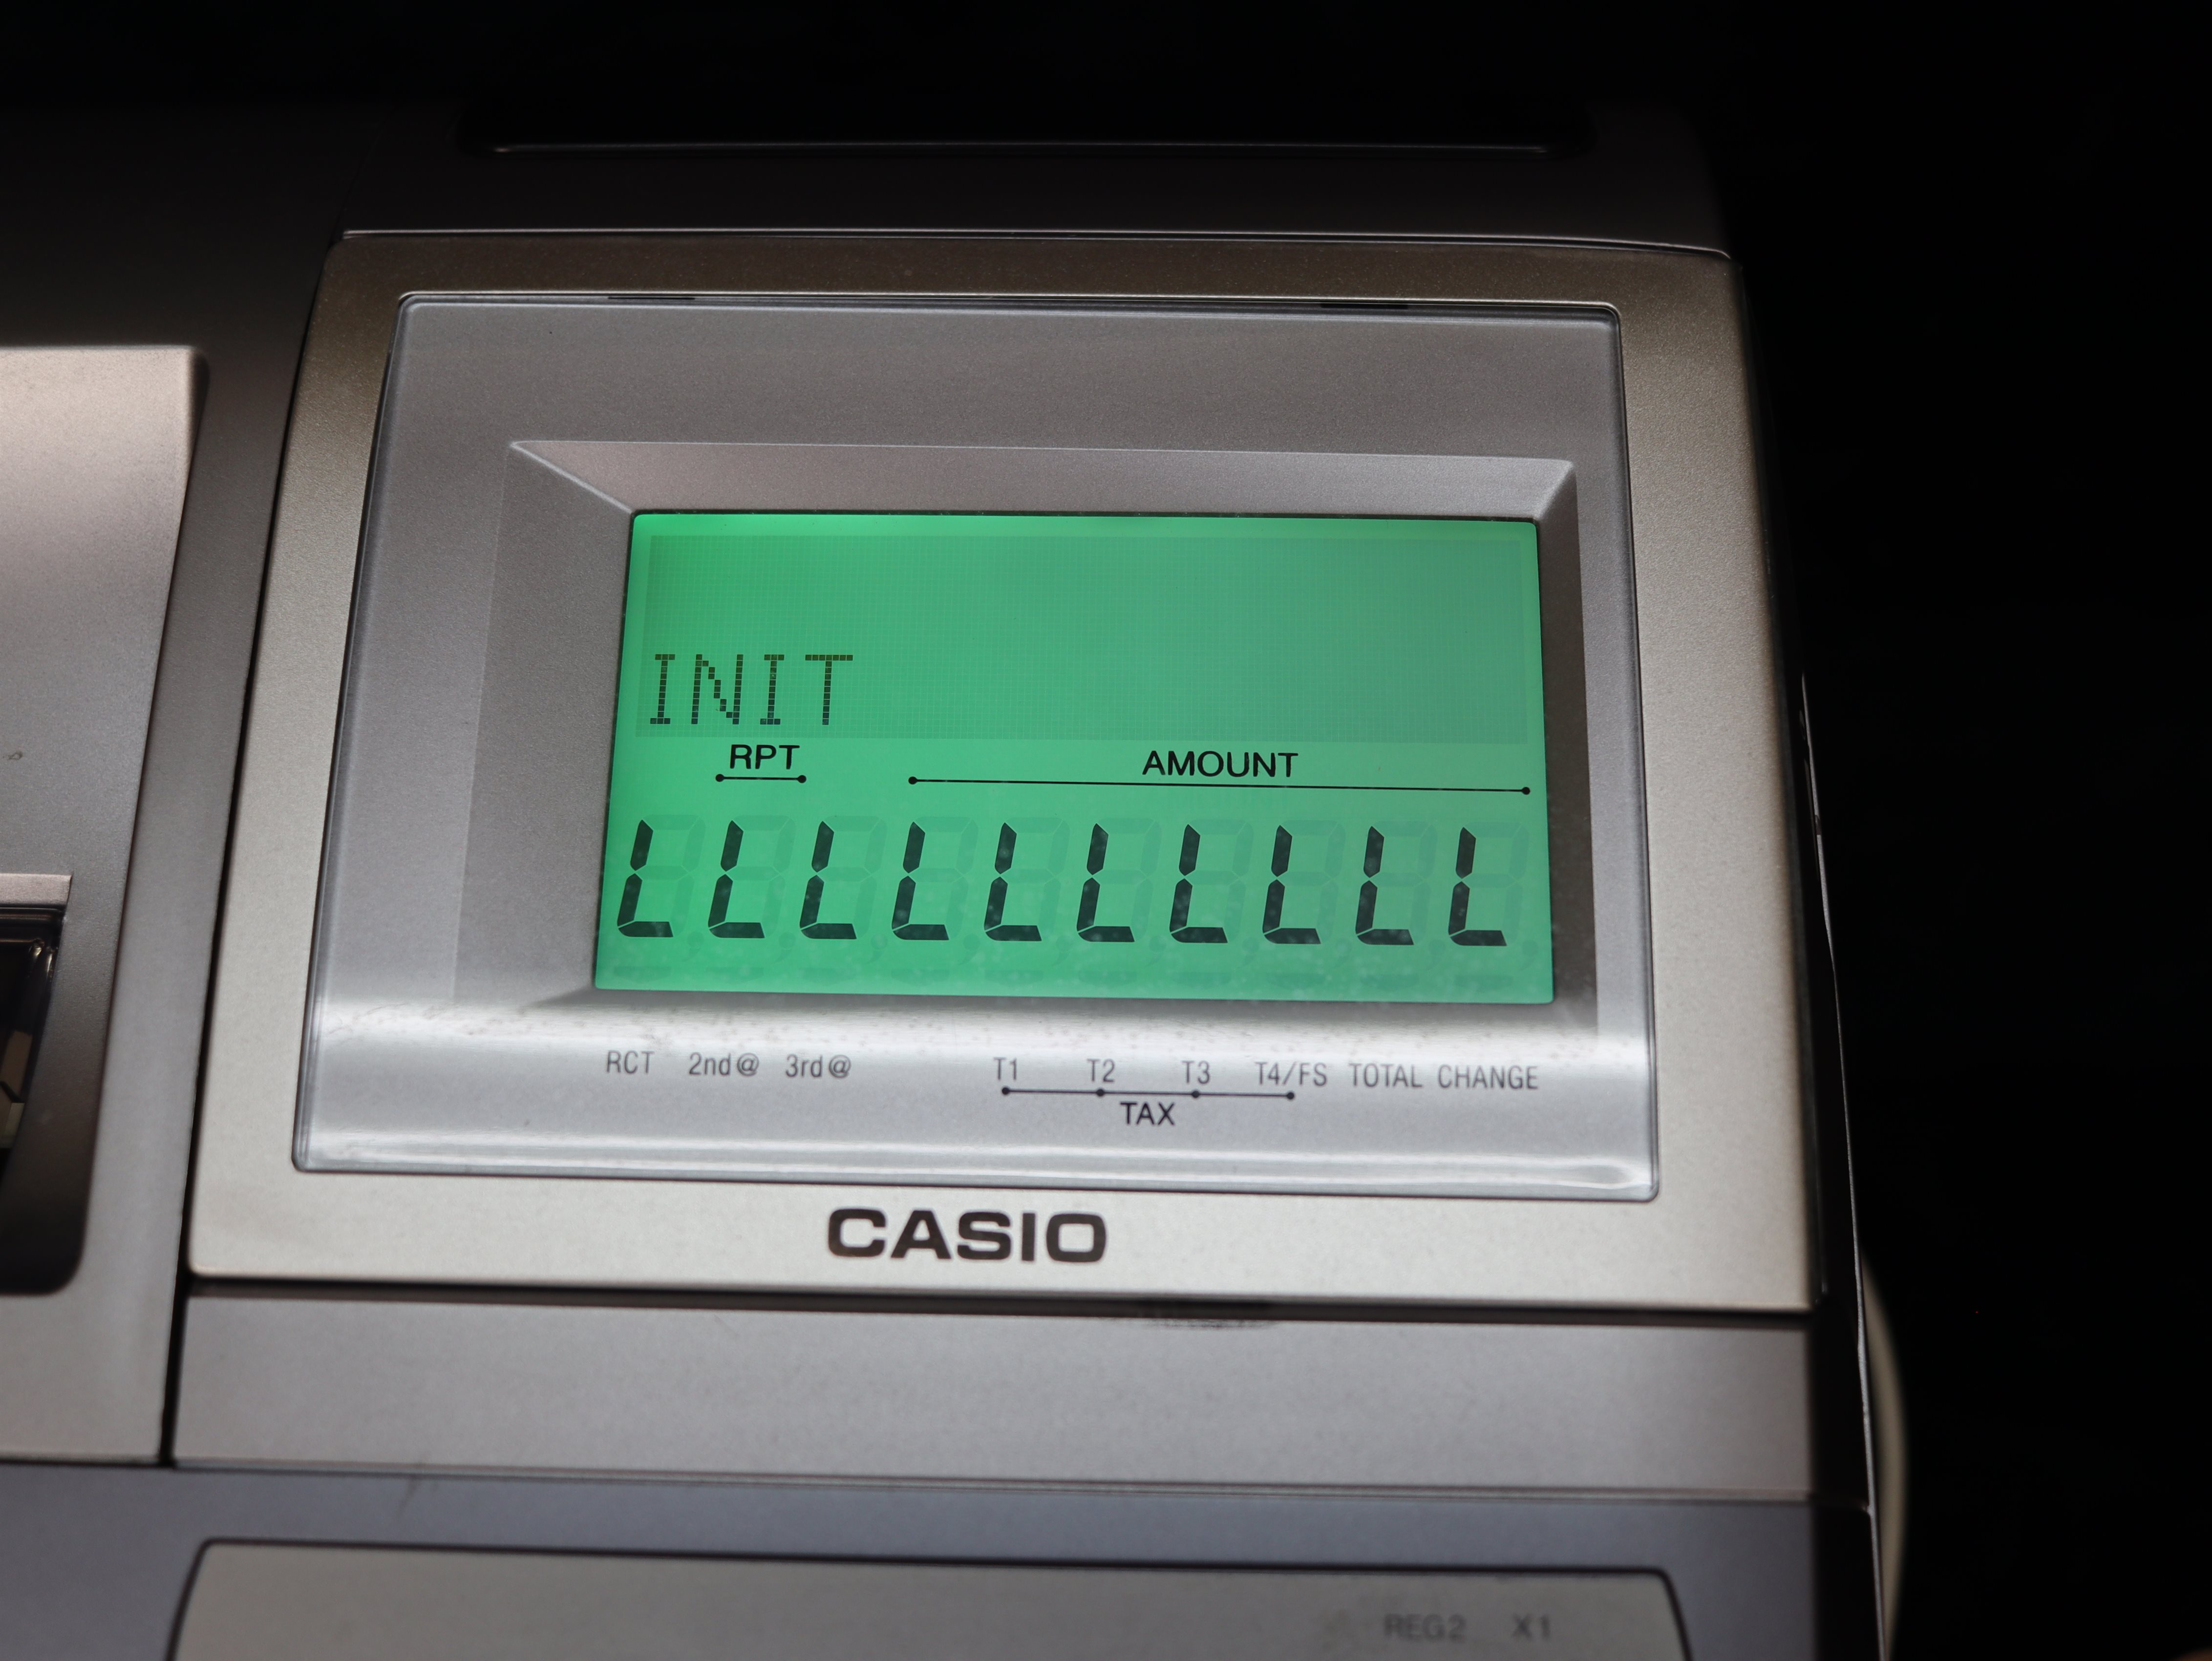 INIT
RPT AMOUNT
LLLLLLLLLL
RCT 2nd@ 3rd@ T1 T2 T3 T4/FS TOTAL CHANGE
TAX
CASIO
REG2 X1